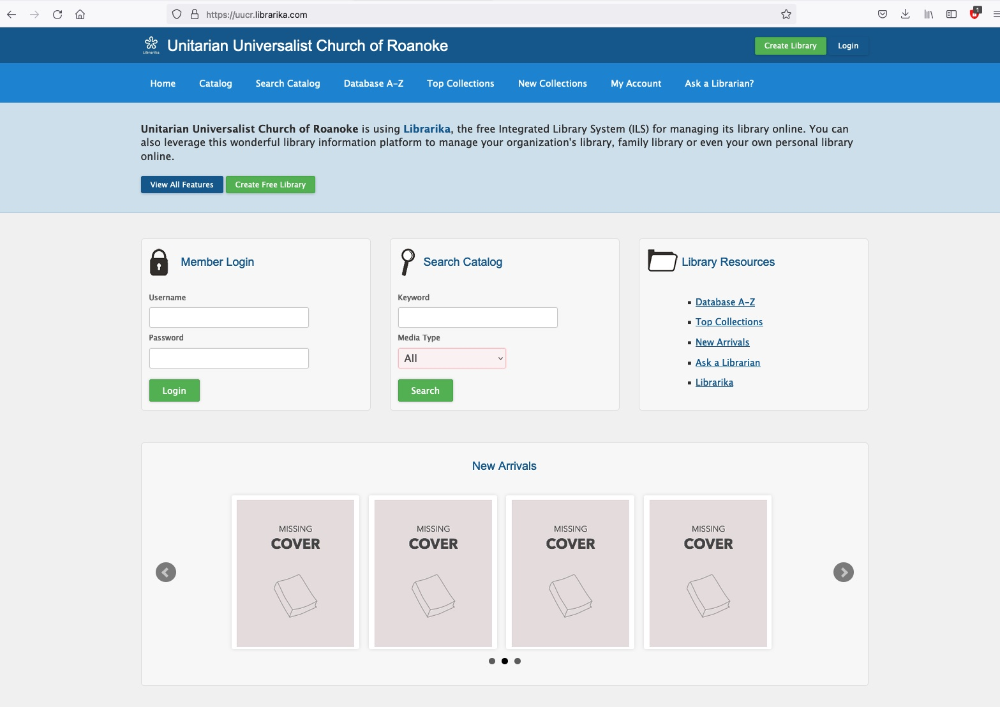 https://uucr.librarika.com
1
Librarika
Unitarian Universalist Church of Roanoke
Create Library
Login
Home
Catalog
Search Catalog
Database A-Z
Top Collections
New Collections
My Account
Ask a Librarian?
Unitarian Universalist Church of Roanoke is using Librarika, the free Integrated Library System (ILS) for managing its library online. You can
also leverage this wonderful library information platform to manage your organization's library, family library or even your own personal library
online.
View All Features
Create Free Library
Member Login
Username
Password
Login
Search Catalog
Keyword
Media Type
All
Search
Library Resources
Database A-Z
Top Collections
New Arrivals
Ask a Librarian
Librarika
New Arrivals
MISSING
COVER
MISSING
COVER
MISSING
COVER
MISSING
COVER